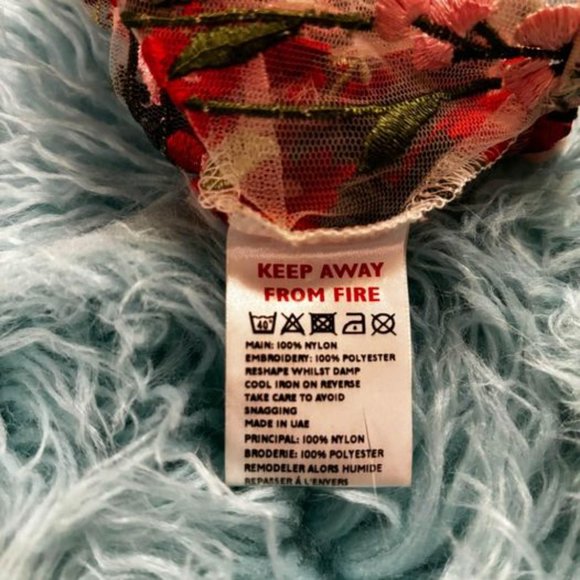 KEEP AWAY
FROM FIRE
40
MAIN: 100% NYLON
EMBROIDERY: 100% POLYESTER
RESHAPE WHILST DAMP
COOL IRON ON REVERSE
TAKE CARE TO AVOID
SNAGGING
MADE IN UAE
PRINCIPAL: 100% NYLON
BRODERIE: 100% POLYESTER
REMODELER ALORS HUMIDE
REPASSER À L'ENVERS